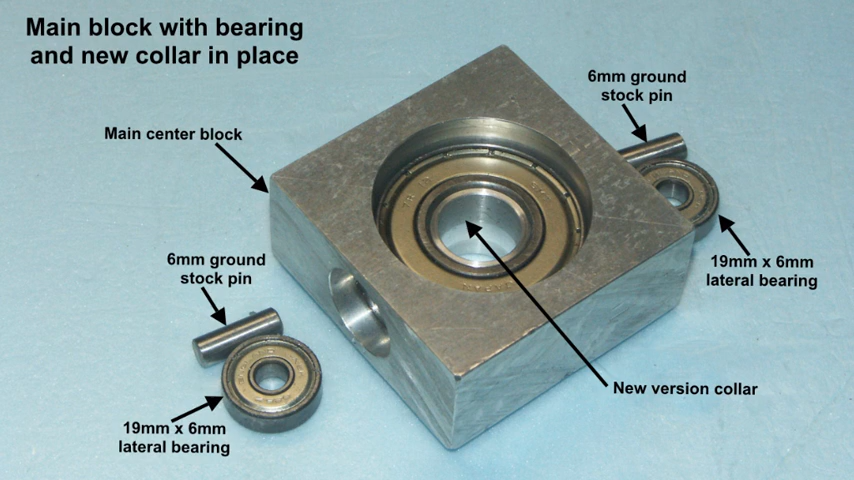 Main block with bearing
and new collar in place
6mm ground
stock pin
Main center block
6mm ground
stock pin
19mm x 6mm
lateral bearing
New version collar
19mm x 6mm
lateral bearing